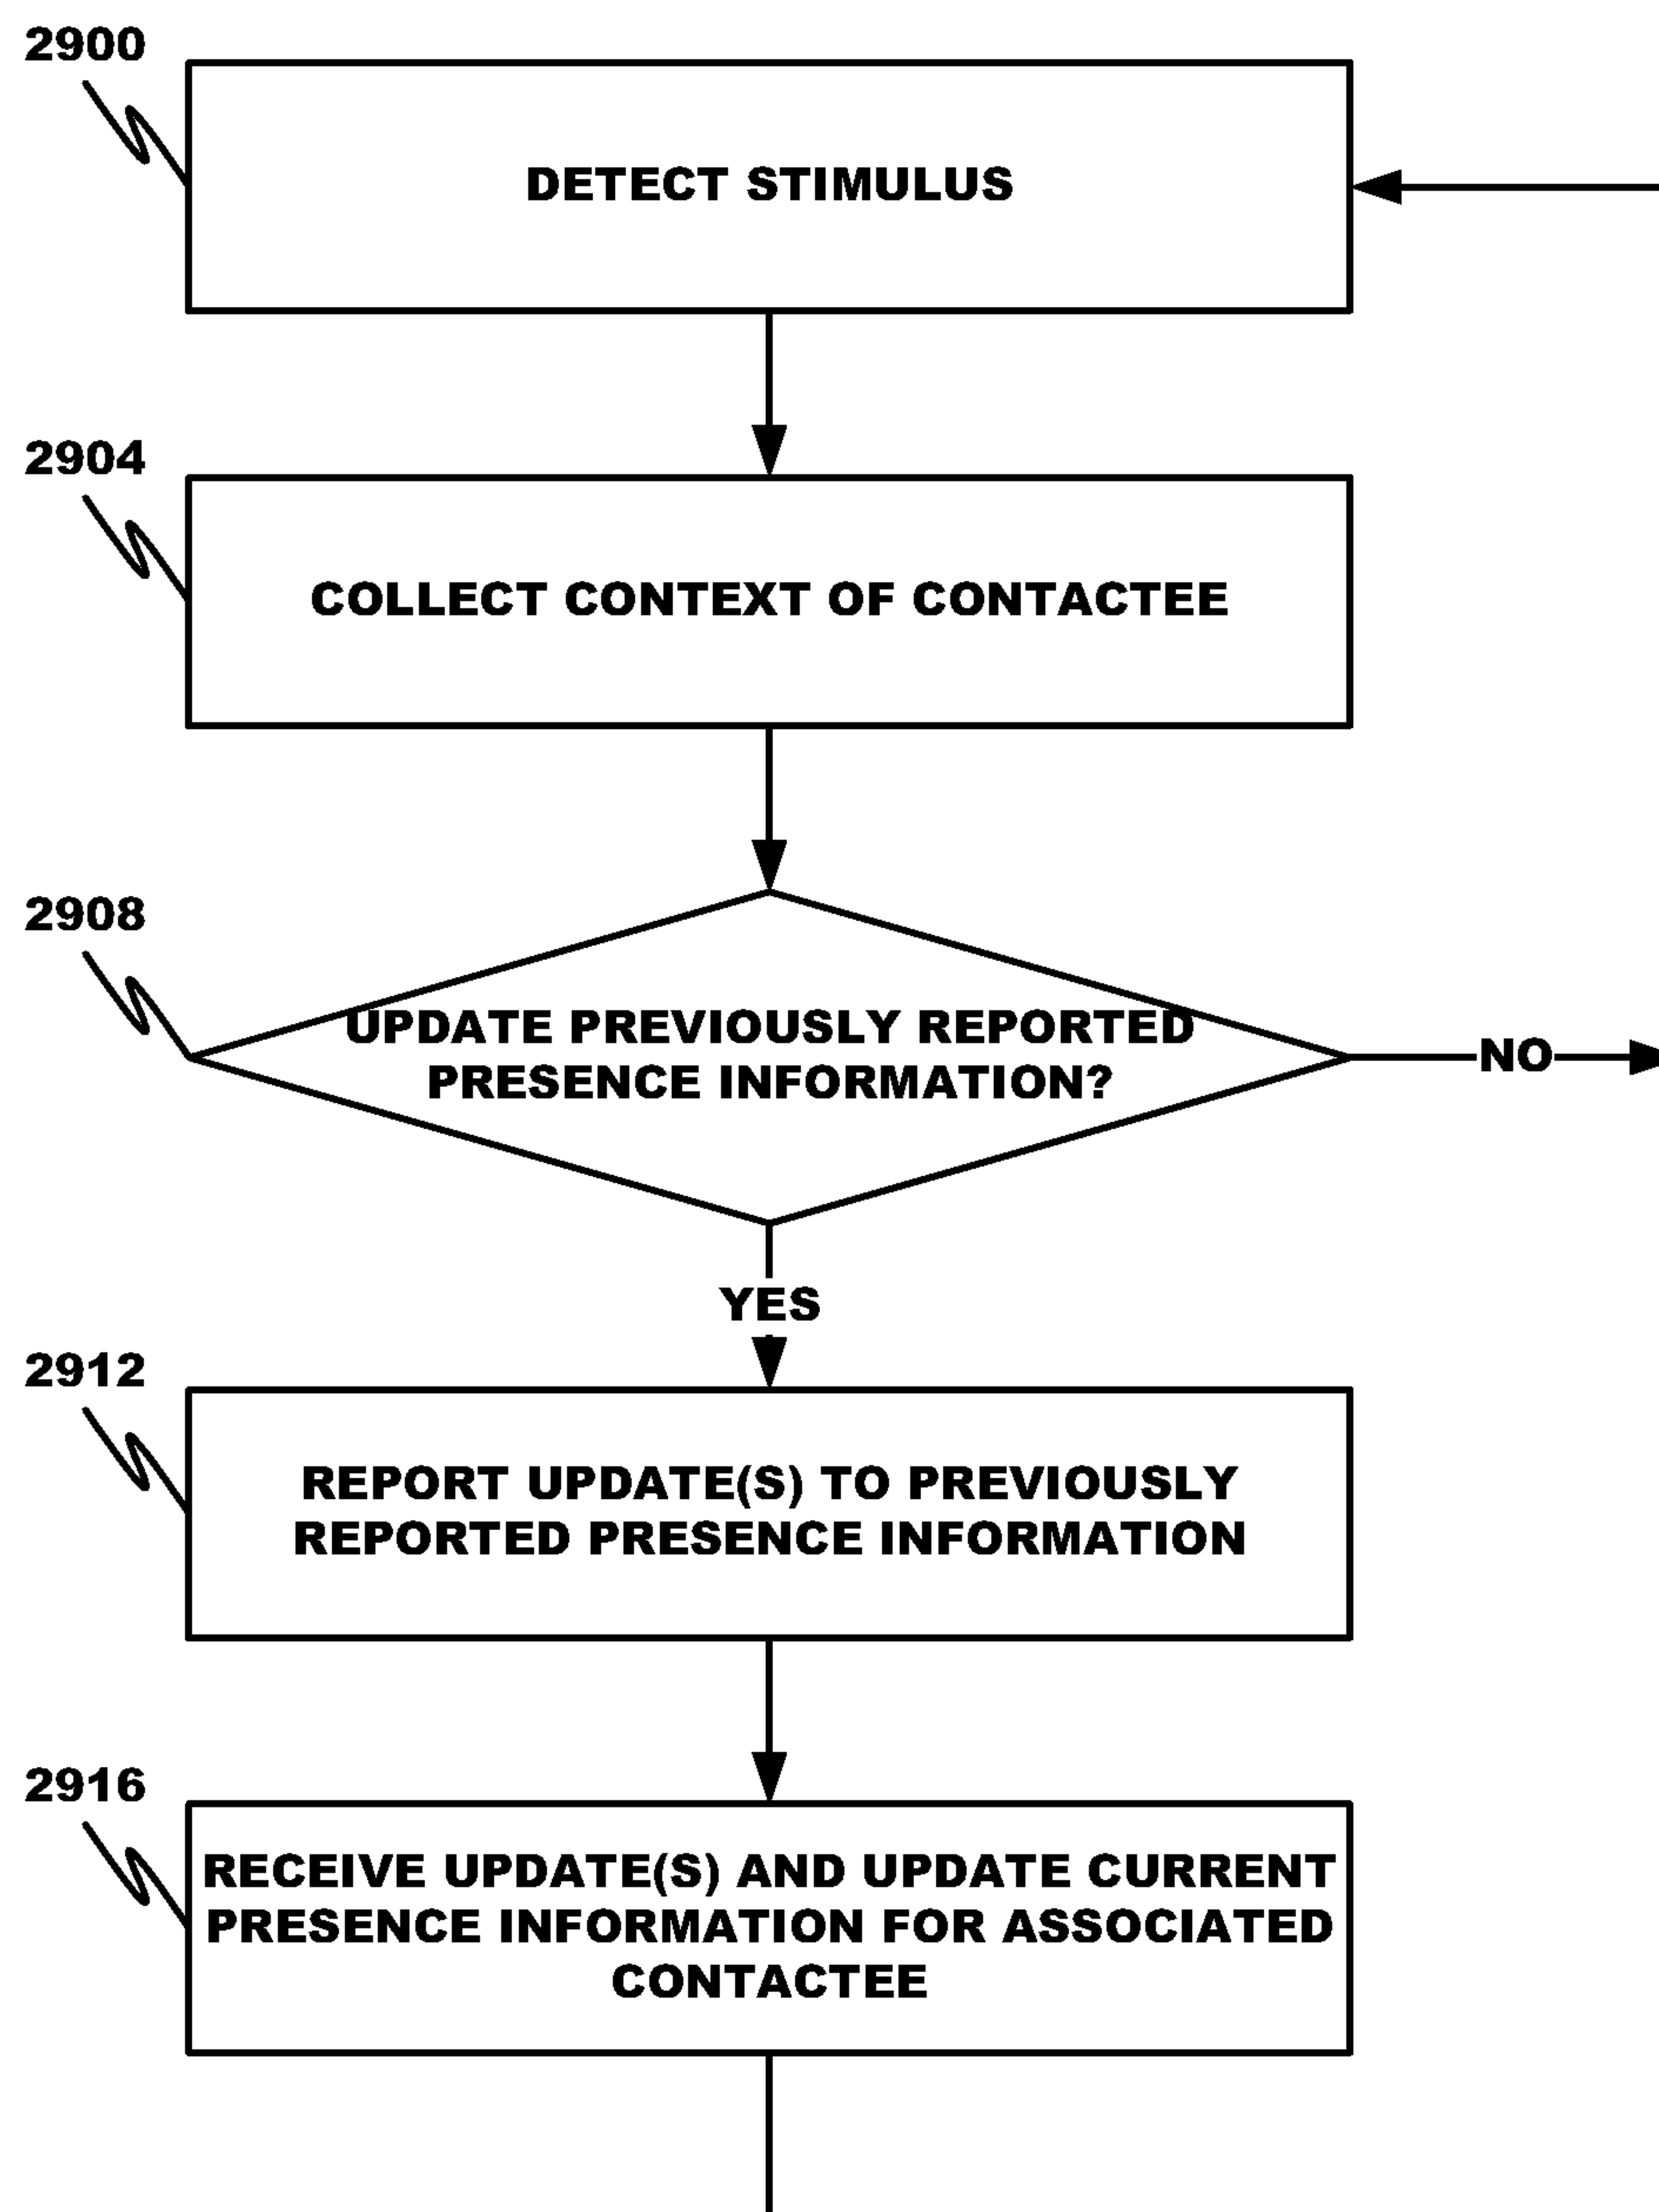 2900
DETECT STIMULUS
2904
COLLECT CONTEXT OF CONTACTEE
2908
UPDATE PREVIOUSLY REPORTED
PRESENCE INFORMATION?
NO
YES
2912
REPORT UPDATE(S) TO PREVIOUSLY
REPORTED PRESENCE INFORMATION
2916
RECEIVE UPDATE(S) AND UPDATE CURRENT
PRESENCE INFORMATION FOR ASSOCIATED
CONTACTEE